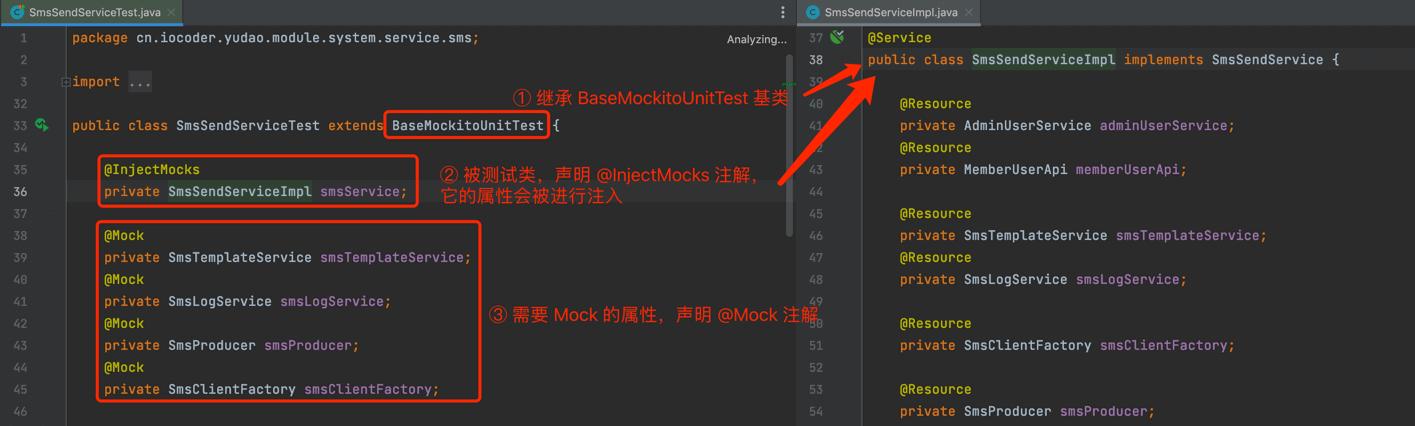 SmsSendServiceTest.java
1 package cn.iocoder.yudao.module.system.service.sms;
Analyzing...
2
3 import ...
32
① 继承 BaseMockitoUnitTest 基类
33 public class SmsSendServiceTest extends BaseMockitoUnitTest {
34
35 @InjectMocks
② 被测试类，声明 @InjectMocks 注解，
36 private SmsSendServiceImpl smsService;
它的属性会被进行注入
37
38 @Mock
39 private SmsTemplateService smsTemplateService;
40 @Mock
41 private SmsLogService smsLogService;
③ 需要 Mock 的属性，声明 @Mock 注解
42 @Mock
43 private SmsProducer smsProducer;
44 @Mock
45 private SmsClientFactory smsClientFactory;
46
SmsSendServiceImpl.java
37 @Service
38 public class SmsSendServiceImpl implements SmsSendService {
39
40 @Resource
41 private AdminUserService adminUserService;
42 @Resource
43 private MemberUserApi memberUserApi;
44
45 @Resource
46 private SmsTemplateService smsTemplateService;
47 @Resource
48 private SmsLogService smsLogService;
49
50 @Resource
51 private SmsClientFactory smsClientFactory;
52
53 @Resource
54 private SmsProducer smsProducer;